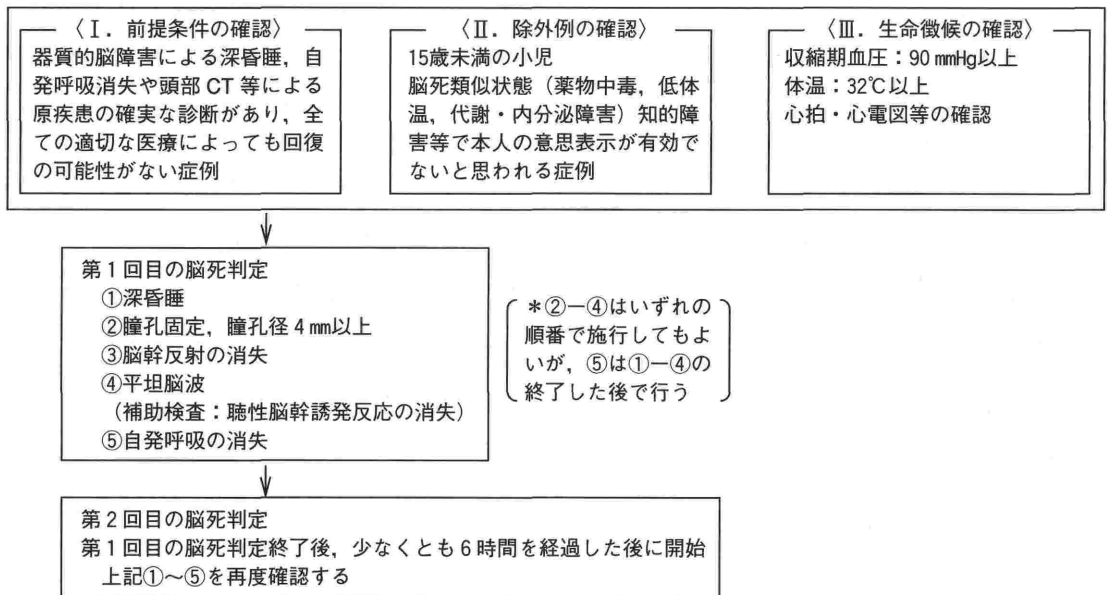 〈Ⅰ．前提条件の確認〉
器質的脳障害による深昏睡，自
発呼吸消失や頭部 CT 等による
原疾患の確実な診断があり，全
ての適切な医療によっても回復
の可能性がない症例
〈Ⅱ．除外例の確認〉
15歳未満の小児
脳死類似状態（薬物中毒，低体
温，代謝・内分泌障害）知的障
害等で本人の意思表示が有効で
ないと思われる症例
〈Ⅲ．生命徴候の確認〉
収縮期血圧：90 mmHg以上
体温：32℃以上
心拍・心電図等の確認
第1回目の脳死判定
①深昏睡
②瞳孔固定，瞳孔径4㎜以上
③脳幹反射の消失
④平坦脳波
（補助検査：聴性脳幹誘発反応の消失）
⑤自発呼吸の消失
＊②―④はいずれの
順番で施行してもよ
いが，⑤は①―④の
終了した後で行う
第2回目の脳死判定
第1回目の脳死判定終了後，少なくとも6時間を経過した後に開始
上記①～⑤を再度確認する